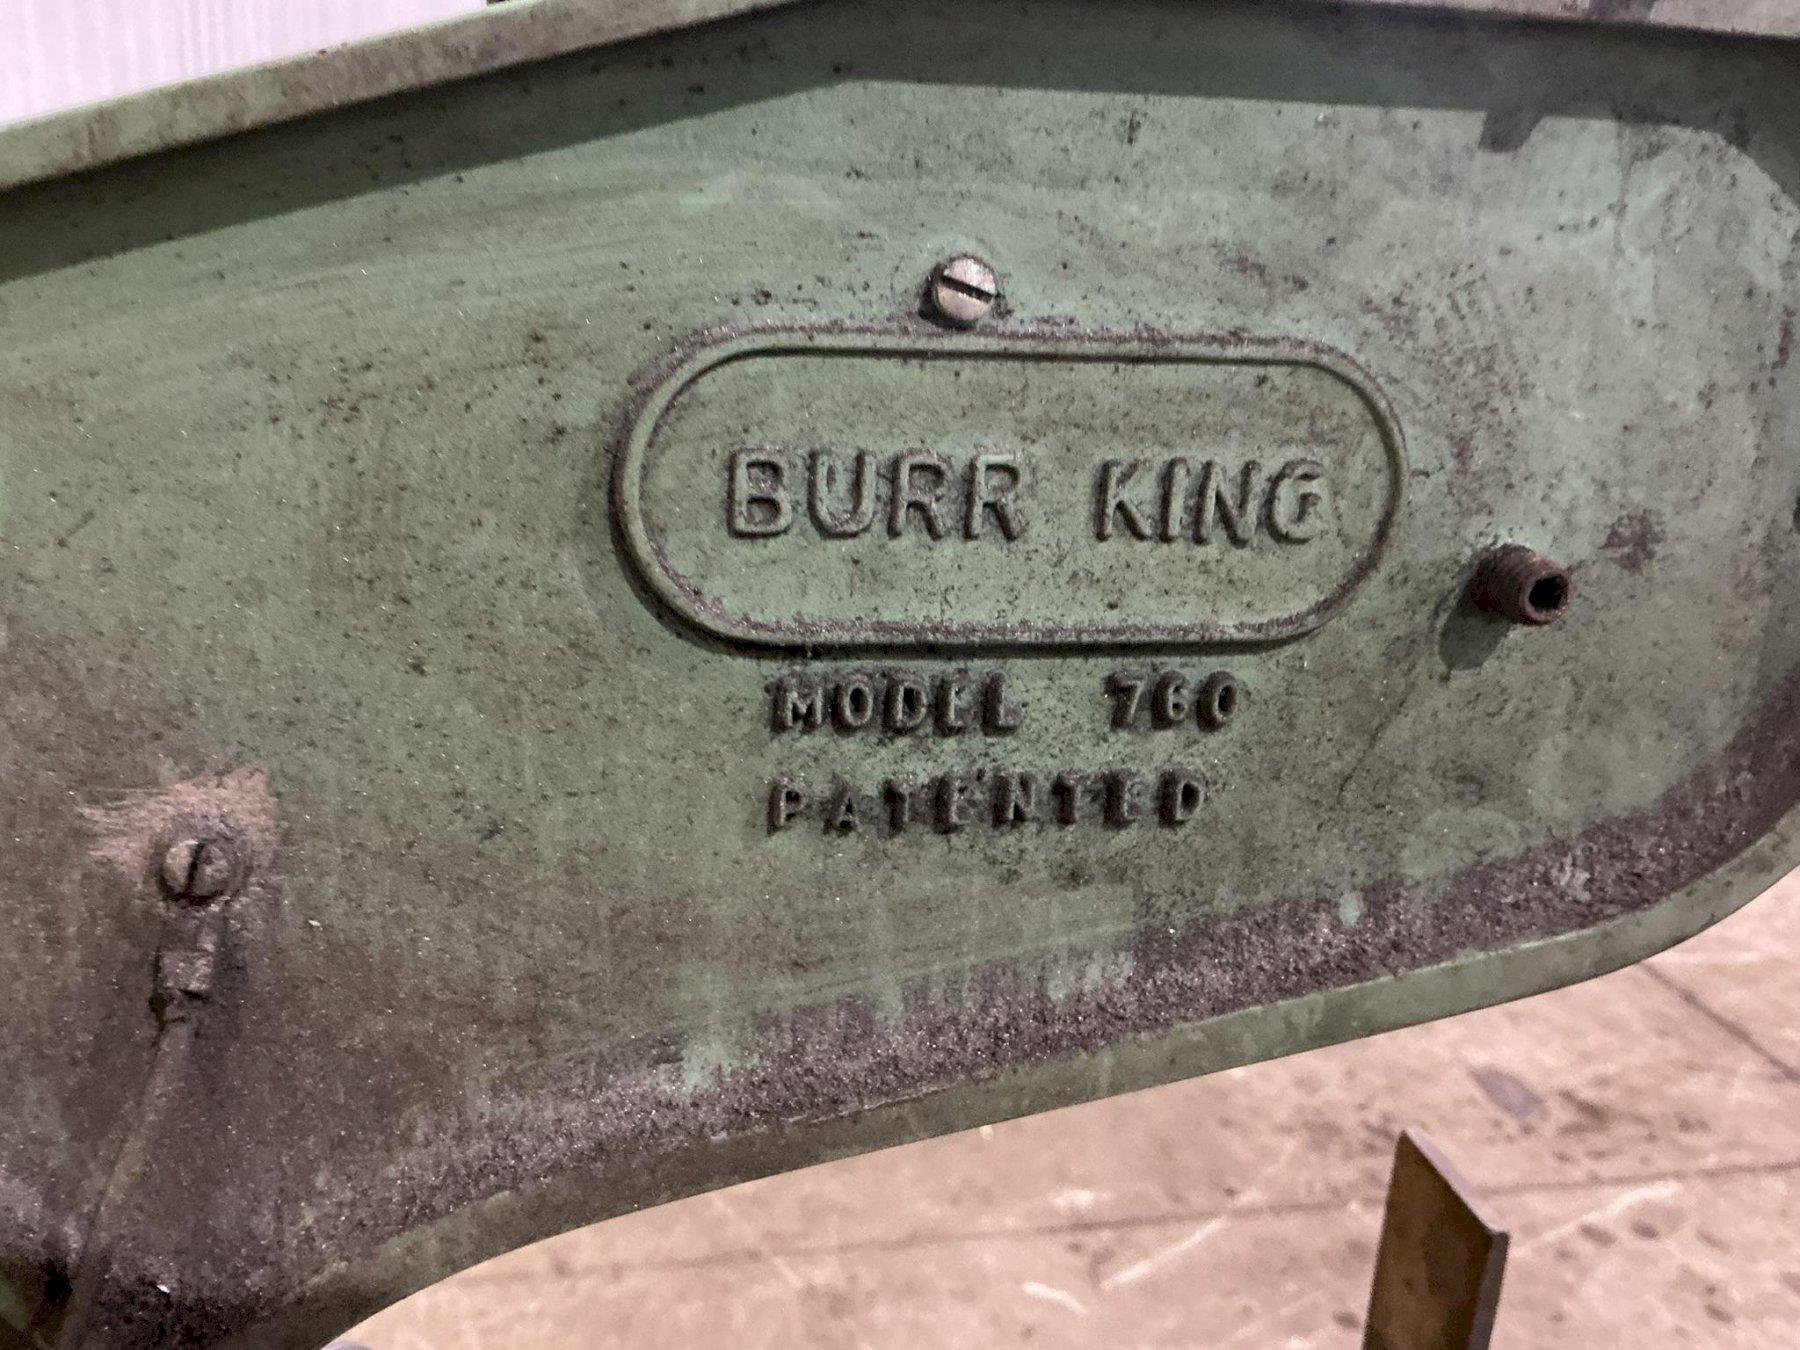 BURR KING
MODEL 760
PATENTED